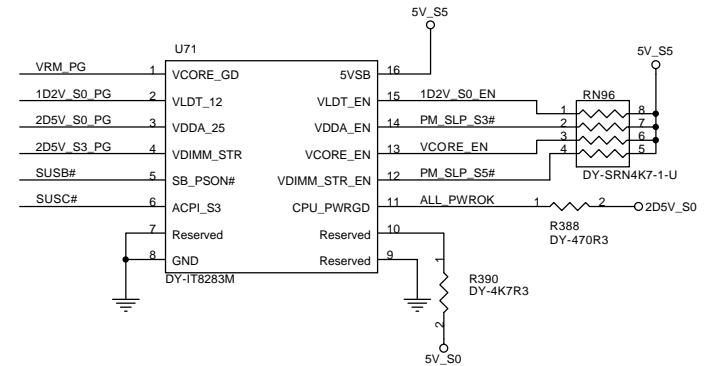 5V_S5
U71
5V_S5
VRM_PG 1 VCORE_GD 5VSB 16
RN96
1D2V_S0_PG 2 VLDT_12 VLDT_EN 15 1D2V_S0_EN 1 8
2D5V_S0_PG 3 VDDA_25 VDDA_EN 14 PM_SLP_S3# 2 7
2D5V_S3_PG 4 VDIMM_STR VCORE_EN 13 VCORE_EN 3 6
SUSB# 5 SB_PSON# VDIMM_STR_EN 12 PM_SLP_S5# 4 5
DY-SRN4K7-1-U
SUSC# 6 ACPI_S3 CPU_PWRGD 11 ALL_PWROK 1 2 2D5V_S0
7 Reserved Reserved 10
R388
DY-470R3
8 GND Reserved 9
DY-IT8283M
1
R390
DY-4K7R3
2
5V_S0